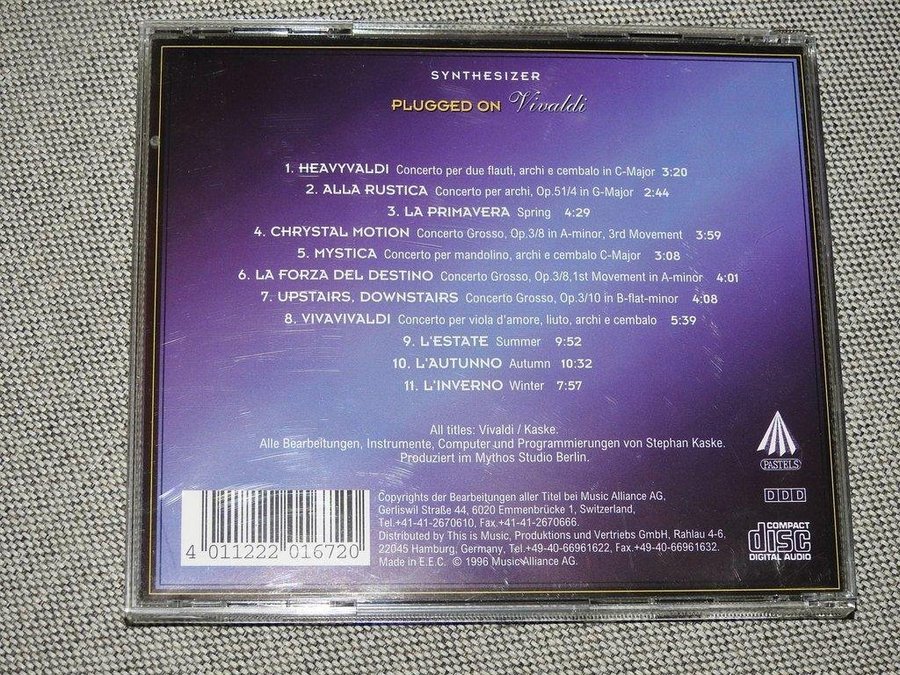 SYNTHESIZER
PLUGGED ON Vivaldi
1. HEAVYVALDI Concerto per due flauti, archi e cembalo in C-Major 3:20
2. ALLA RUSTICA Concerto per archi, Op.51/4 in G-Major 2:44
3. LA PRIMAVERA Spring 4:29
4. CHRYSTAL MOTION Concerto Grosso, Op.3/8 in A-minor, 3rd Movement 3:59
5. MYSTICA Concerto per mandolino, archi e cembalo C-Major 3:08
6. LA FORZA DEL DESTINO Concerto Grosso, Op.3/8,1st Movement in A-minor 4:01
7. UPSTAIRS, DOWNSTAIRS Concerto Grosso, Op.3/10 in B-flat-minor 4:08
8. VIVAVIVALDI Concerto per viola d'amore, liuto, archi e cembalo 5:39
9. L'ESTATE Summer 9:52
10. L'AUTUNNO Autumn 10:32
11. L'INVERNO Winter 7:57
All titles: Vivaldi / Kaske.
Alle Bearbeitungen, Instrumente, Computer und Programmierungen von Stephan Kaske.
Produziert im Mythos Studio Berlin.
PASTELS
Copyrights der Bearbeitungen aller Titel bei Music Alliance AG.
Gerliswil Straße 44, 6020 Emmenbrücke 1, Switzerland,
Tel.+41-41-2670610, Fax.+41-41-2670666.
Distributed by This is Music, Produktions und Vertriebs GmbH, Rahlau 4-6,
22045 Hamburg, Germany, Tel.+49-40-66961622, Fax.+49-40-66961632.
Made in E.E.C. © 1996 Music Alliance AG.
4 011222 016720
DDD
COMPACT
disc
DIGITAL AUDIO